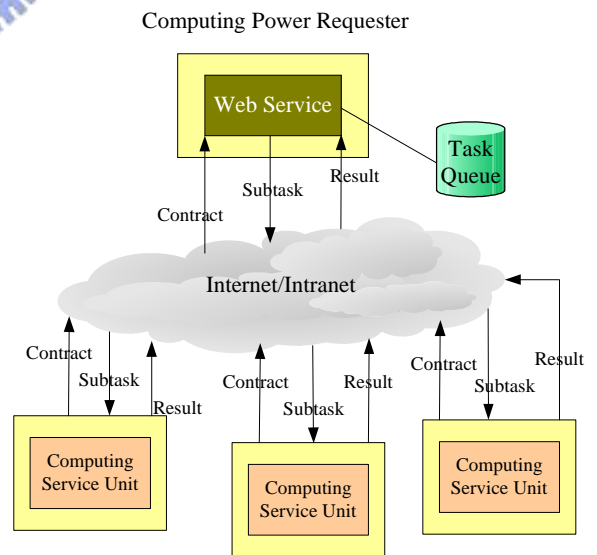 Computing Power Requester
Web Service
Task
Queue
Contract
Subtask
Result
Internet/Intranet
Contract
Subtask
Result
Contract
Subtask
Result
Contract
Subtask
Result
Computing
Service Unit
Computing
Service Unit
Computing
Service Unit